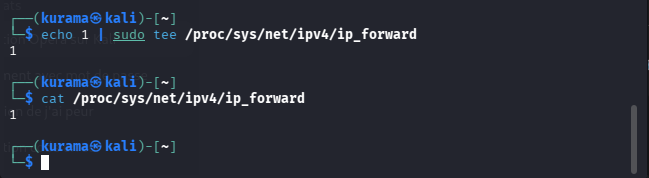 ┌──(kurama㉿kali)-[~]
└─$ echo 1 | sudo tee /proc/sys/net/ipv4/ip_forward
1
┌──(kurama㉿kali)-[~]
└─$ cat /proc/sys/net/ipv4/ip_forward
1
┌──(kurama㉿kali)-[~]
└─$